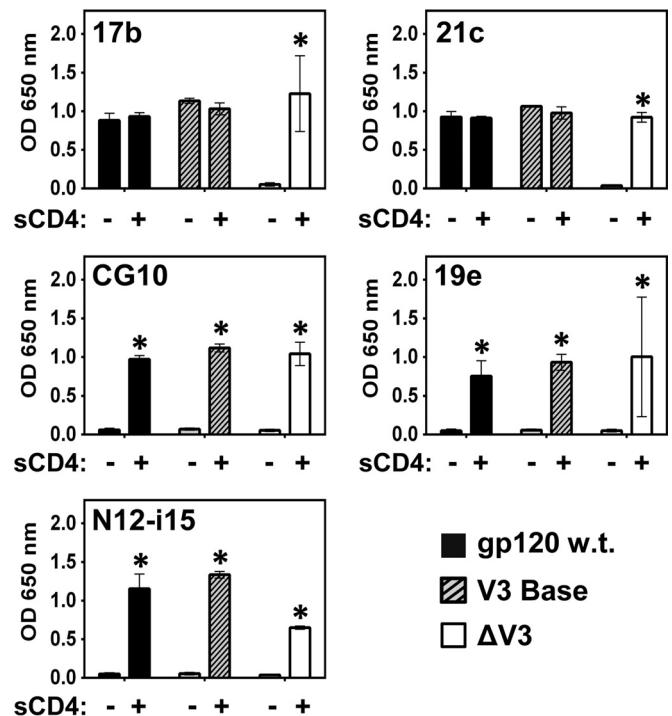 17b
*
OD 650 nm
2.0
1.5
1.0
0.5
0.0
sCD4: - + - + - +
21c
*
OD 650 nm
2.0
1.5
1.0
0.5
0.0
sCD4: - + - + - +
CG10
* * *
OD 650 nm
2.0
1.5
1.0
0.5
0.0
sCD4: - + - + - +
19e
* * *
OD 650 nm
2.0
1.5
1.0
0.5
0.0
sCD4: - + - + - +
N12-i15
* * *
OD 650 nm
2.0
1.5
1.0
0.5
0.0
sCD4: - + - + - +
gp120 w.t.
V3 Base
ΔV3